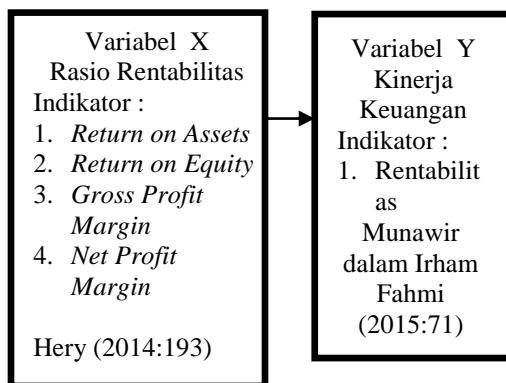 Variabel X
Rasio Rentabilitas
Indikator :
1. Return on Assets
2. Return on Equity
3. Gross Profit
Margin
4. Net Profit
Margin
Hery (2014:193)
Variabel Y
Kinerja
Keuangan
Indikator :
1. Rentabilit
as
Munawir
dalam Irham
Fahmi
(2015:71)